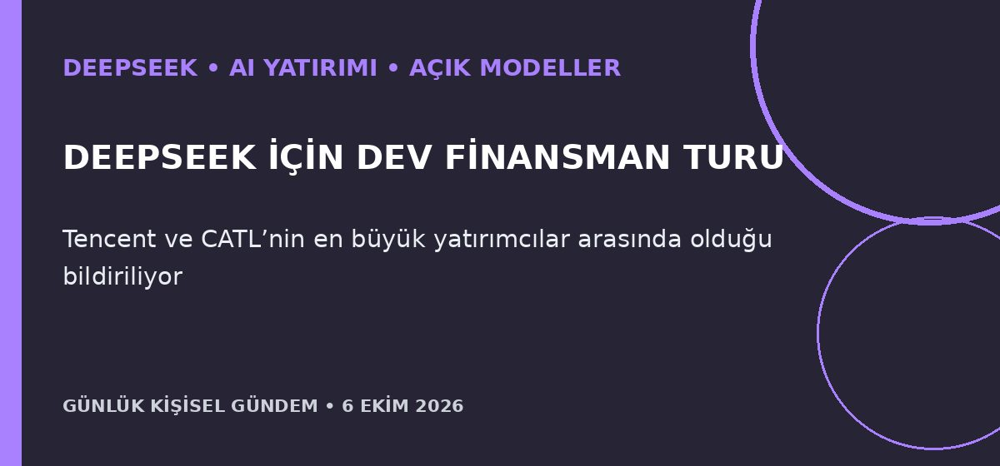 DEEPSEEK • AI YATIRIMI • AÇIK MODELLER
DEEPSEEK İÇİN DEV FİNANSMAN TURU
Tencent ve CATL’nin en büyük yatırımcılar arasında olduğu
bildiriliyor
GÜNLÜK KİŞİSEL GÜNDEM • 6 EKİM 2026